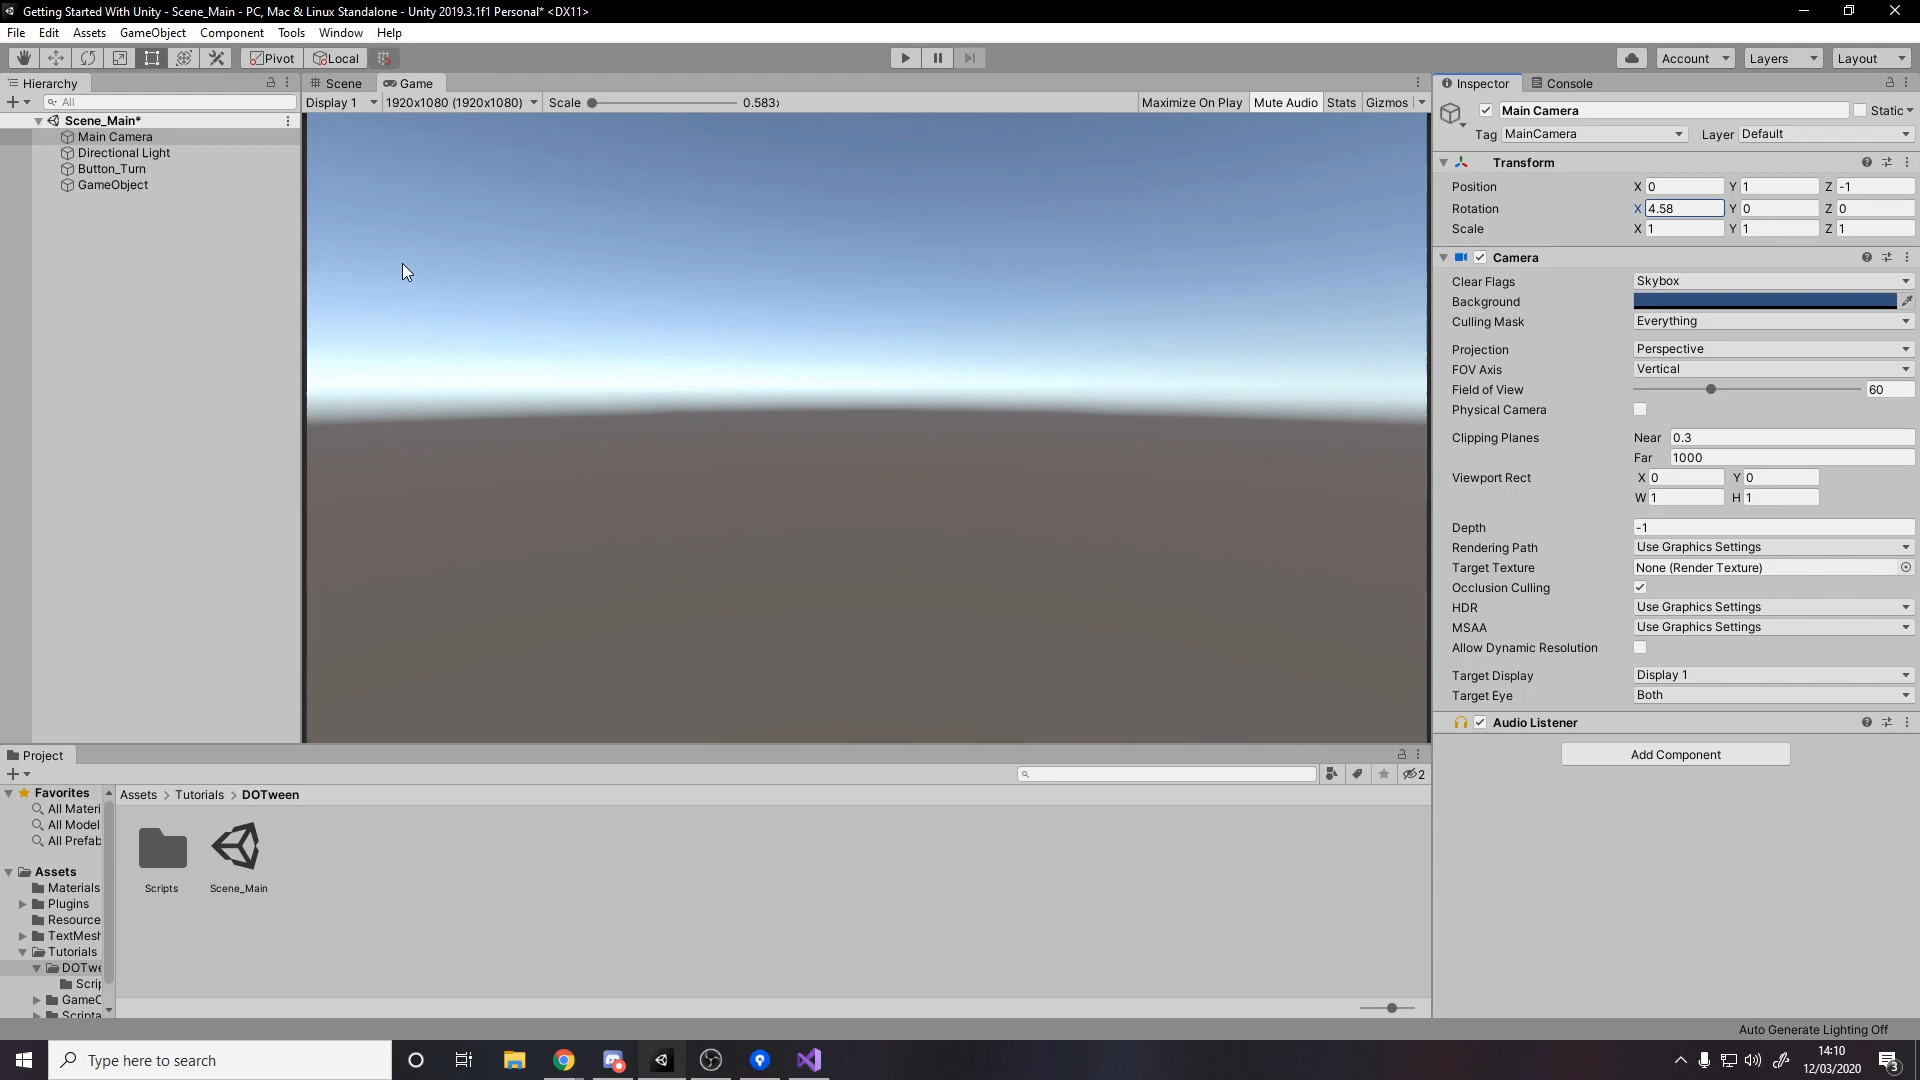 Getting Started With Unity - Scene_Main - PC, Mac & Linux Standalone - Unity 2019.3.1f1 Personal* <DX11>
File Edit Assets GameObject Component Tools Window Help
Pivot Local Account Layers Layout
Hierarchy
All
Scene_Main*
Main Camera
Directional Light
Button_Turn
GameObject
Scene Game
Display 1 1920x1080 (1920x1080) Scale 0.583x Maximize On Play Mute Audio Stats Gizmos
Inspector Console
Main Camera Static
Tag MainCamera Layer Default
Transform
Position X 0 Y 1 Z -1
Rotation X 4.58 Y 0 Z 0
Scale X 1 Y 1 Z 1
Camera
Clear Flags Skybox
Background
Culling Mask Everything
Projection Perspective
FOV Axis Vertical
Field of View 60
Physical Camera
Clipping Planes Near 0.3
Far 1000
Viewport Rect X 0 Y 0
W 1 H 1
Depth -1
Rendering Path Use Graphics Settings
Target Texture None (Render Texture)
Occlusion Culling
HDR Use Graphics Settings
MSAA Use Graphics Settings
Allow Dynamic Resolution
Target Display Display 1
Target Eye Both
Audio Listener
Add Component
Project
2
Favorites
All Materi
All Model
All Prefab
Assets
Materials
Plugins
Resource
TextMesh
Tutorials
DOTwe
Scrip
GameC
Scripta
Assets > Tutorials > DOTween
Scripts Scene_Main
Auto Generate Lighting Off
Type here to search
14:10
12/03/2020
3